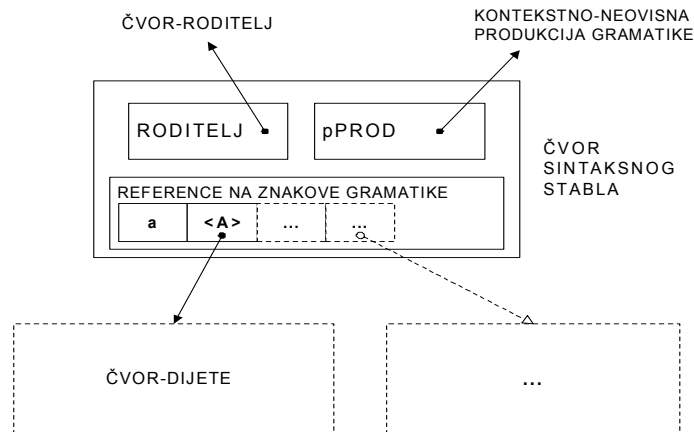 ČVOR-RODITELJ
KONTEKSTNO-NEOVISNA
PRODUKCIJA GRAMATIKE
RODITELJ
pPROD
ČVOR
SINTAKSNOG
STABLA
REFERENCE NA ZNAKOVE GRAMATIKE
a <A> ... ...
ČVOR-DIJETE
...